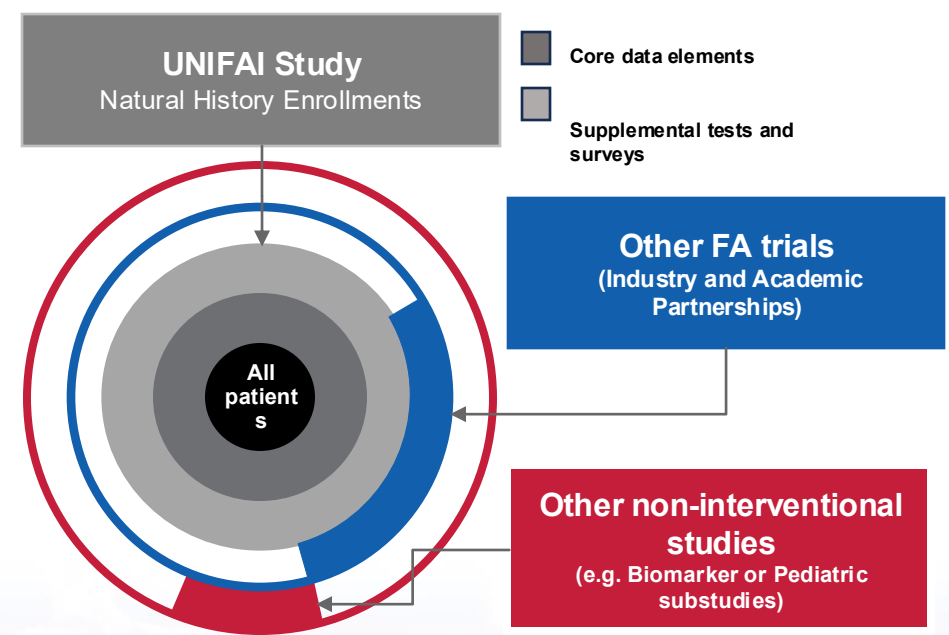 UNIFAI Study
Natural History Enrollments
Core data elements
Supplemental tests and
surveys
Other FA trials
(Industry and Academic
Partnerships)
All
patient
s
Other non-interventional
studies
(e.g. Biomarker or Pediatric
substudies)